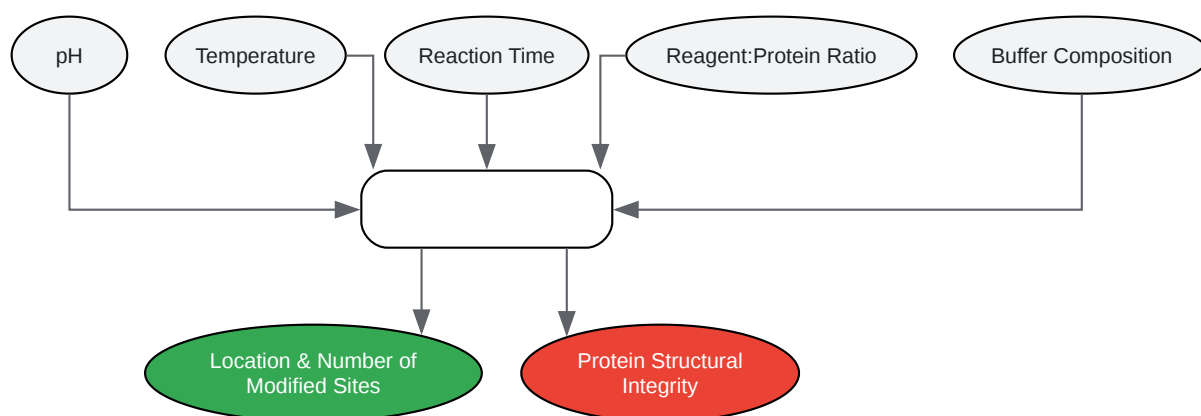 pH
Temperature
Reaction Time
Reagent:Protein Ratio
Buffer Composition
Location & Number of
Modified Sites
Protein Structural
Integrity